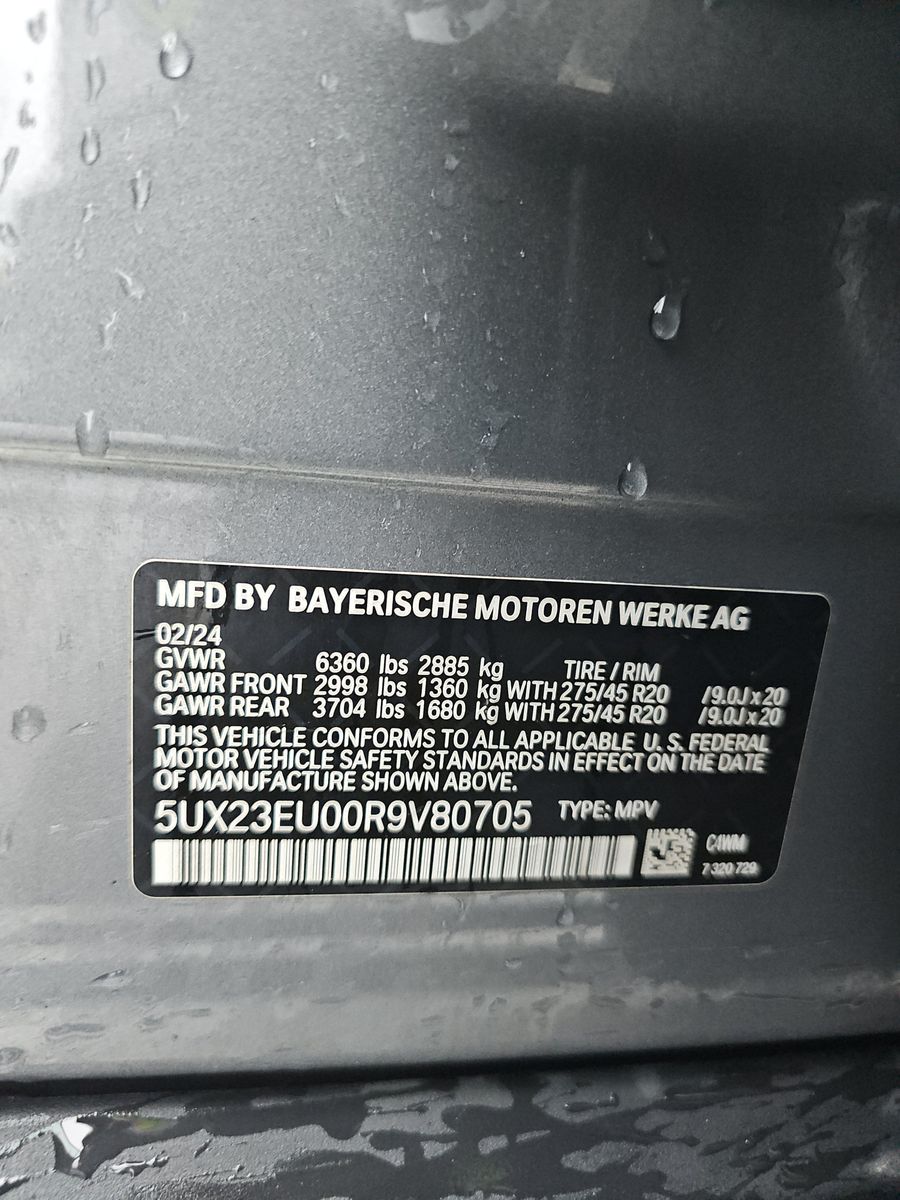 MFD BY BAYERISCHE MOTOREN WERKE AG
02/24
GVWR 6360 lbs 2885 kg TIRE / RIM
GAWR FRONT 2998 lbs 1360 kg WITH 275/45 R20 /9.0J x 20
GAWR REAR 3704 lbs 1680 kg WITH 275/45 R20 /9.0J x 20
THIS VEHICLE CONFORMS TO ALL APPLICABLE U. S. FEDERAL
MOTOR VEHICLE SAFETY STANDARDS IN EFFECT ON THE DATE
OF MANUFACTURE SHOWN ABOVE.
5UX23EU00R9V80705 TYPE: MPV
C4WM
7 320 729